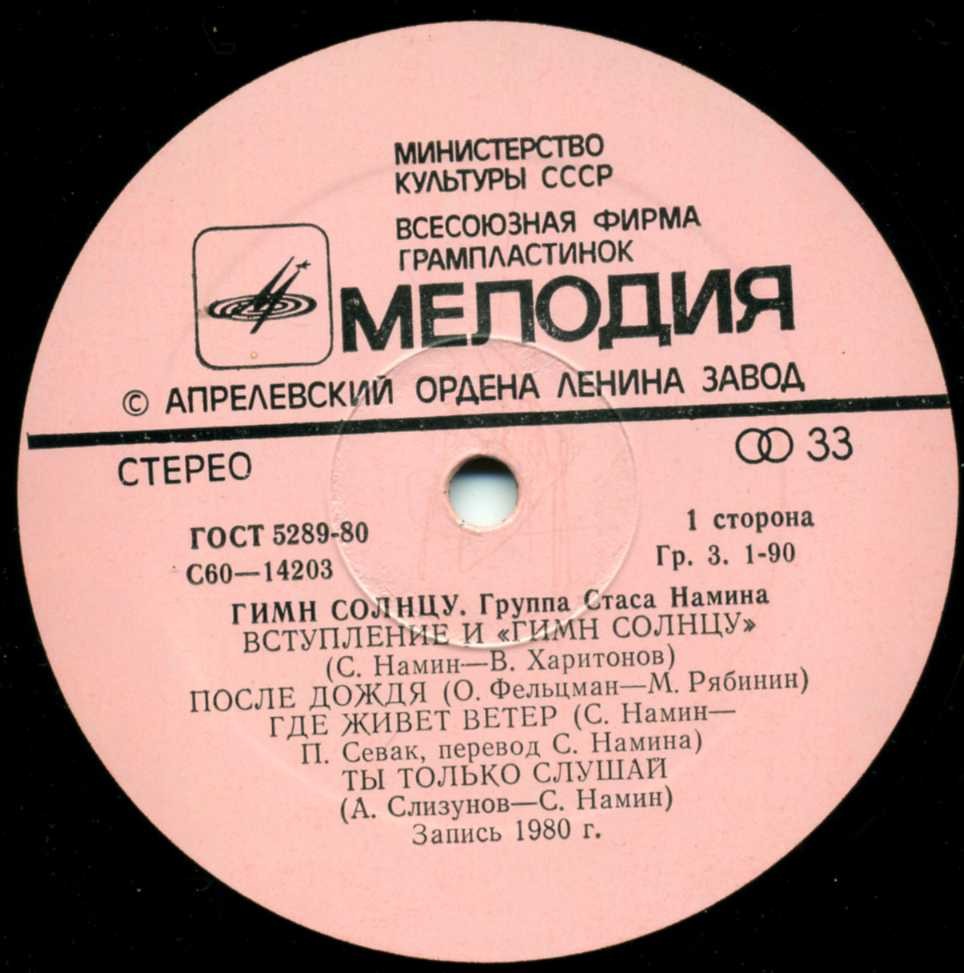 МИНИСТЕРСТВО
КУЛЬТУРЫ СССР
ВСЕСОЮЗНАЯ ФИРМА
ГРАМПЛАСТИНОК
МЕЛОДИЯ
© АПРЕЛЕВСКИЙ ОРДЕНА ЛЕНИНА ЗАВОД
СТЕРЕО
33
ГОСТ 5289-80
1 сторона
С60—14203
Гр. 3. 1-90
ГИМН СОЛНЦУ. Группа Стаса Намина
ВСТУПЛЕНИЕ И «ГИМН СОЛНЦУ»
(С. Намин—В. Харитонов)
ПОСЛЕ ДОЖДЯ (О. Фельцман—М. Рябинин)
ГДЕ ЖИВЕТ ВЕТЕР (С. Намин—
П. Севак, перевод С. Намина)
ТЫ ТОЛЬКО СЛУШАЙ
(А. Слизунов—С. Намин)
Запись 1980 г.